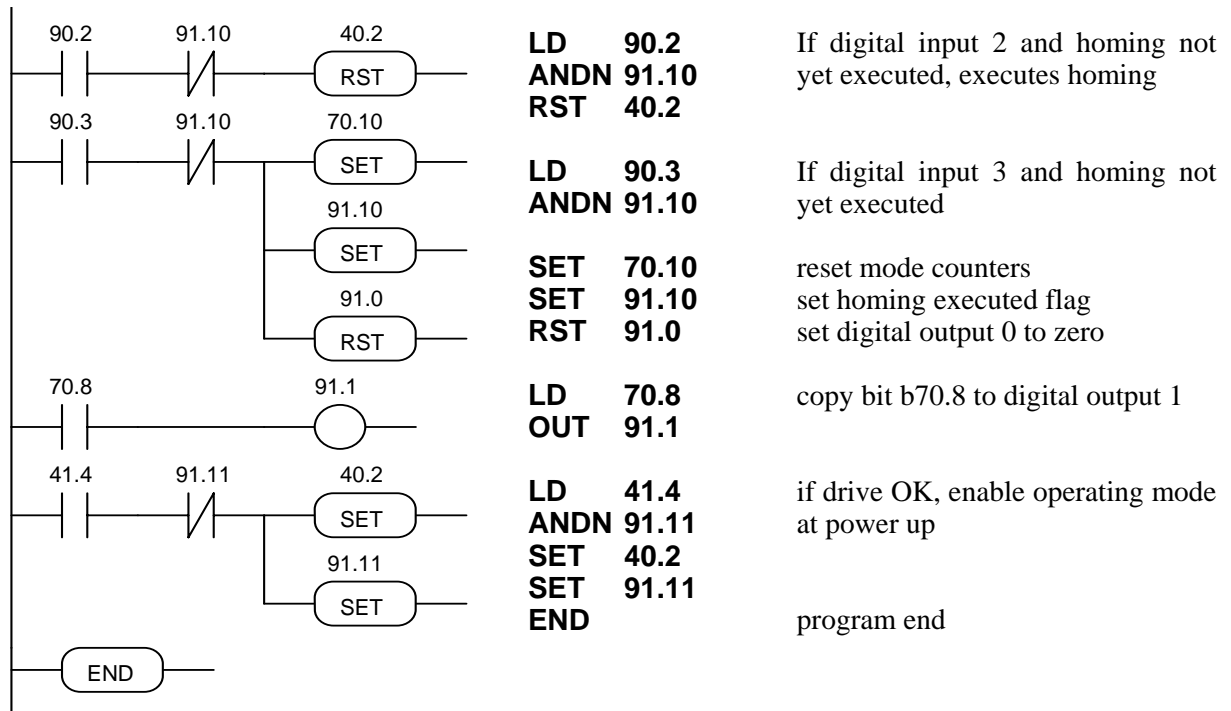 90.2 91.10 40.2
RST
90.3 91.10 70.10
SET
91.10
SET
91.0
RST
70.8 91.1
41.4 91.11 40.2
SET
91.11
SET
END
LD 90.2 If digital input 2 and homing not
ANDN 91.10 yet executed, executes homing
RST 40.2
LD 90.3 If digital input 3 and homing not
ANDN 91.10 yet executed
SET 70.10 reset mode counters
SET 91.10 set homing executed flag
RST 91.0 set digital output 0 to zero
LD 70.8 copy bit b70.8 to digital output 1
OUT 91.1
LD 41.4 if drive OK, enable operating mode
ANDN 91.11 at power up
SET 40.2
SET 91.11
END program end